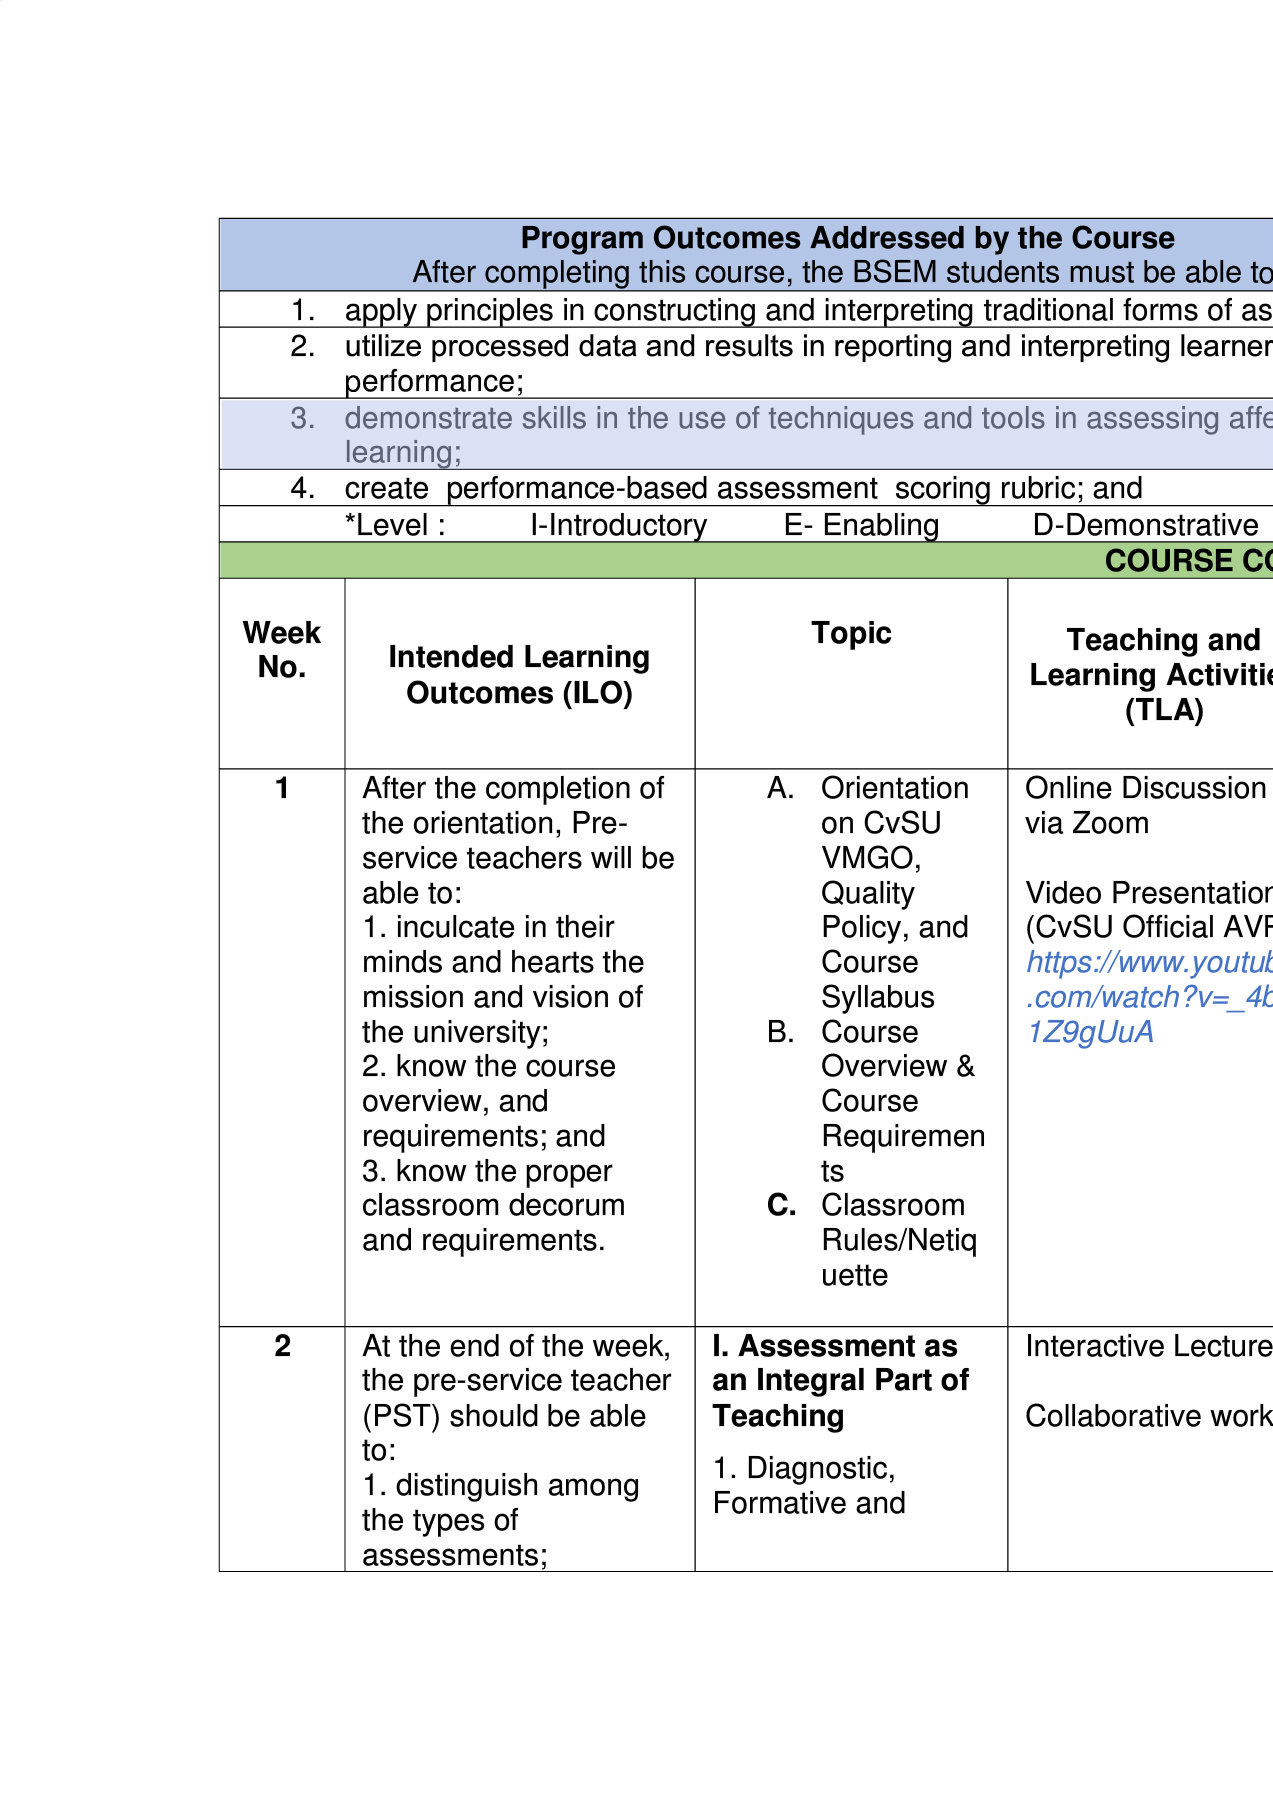 Program Outcomes Addressed by the Course
After completing this course, the BSEM students must be able to
1. apply principles in constructing and interpreting traditional forms of as
2. utilize processed data and results in reporting and interpreting learner
performance;
3. demonstrate skills in the use of techniques and tools in assessing affe
learning;
4. create performance-based assessment scoring rubric; and
*Level : I-Introductory E- Enabling D-Demonstrative
COURSE CO
Week
No.
Intended Learning
Outcomes (ILO)
Topic
Teaching and
Learning Activitie
(TLA)
1
After the completion of
the orientation, Pre-
service teachers will be
able to:
1. inculcate in their
minds and hearts the
mission and vision of
the university;
2. know the course
overview, and
requirements; and
3. know the proper
classroom decorum
and requirements.
A. Orientation
on CvSU
VMGO,
Quality
Policy, and
Course
Syllabus
B. Course
Overview &
Course
Requiremen
ts
C. Classroom
Rules/Netiq
uette
Online Discussion
via Zoom
Video Presentation
(CvSU Official AVP
https://www.youtub
.com/watch?v=_4b
1Z9gUuA
2
At the end of the week,
the pre-service teacher
(PST) should be able
to:
1. distinguish among
the types of
assessments;
I. Assessment as
an Integral Part of
Teaching
1. Diagnostic,
Formative and
Interactive Lecture
Collaborative work